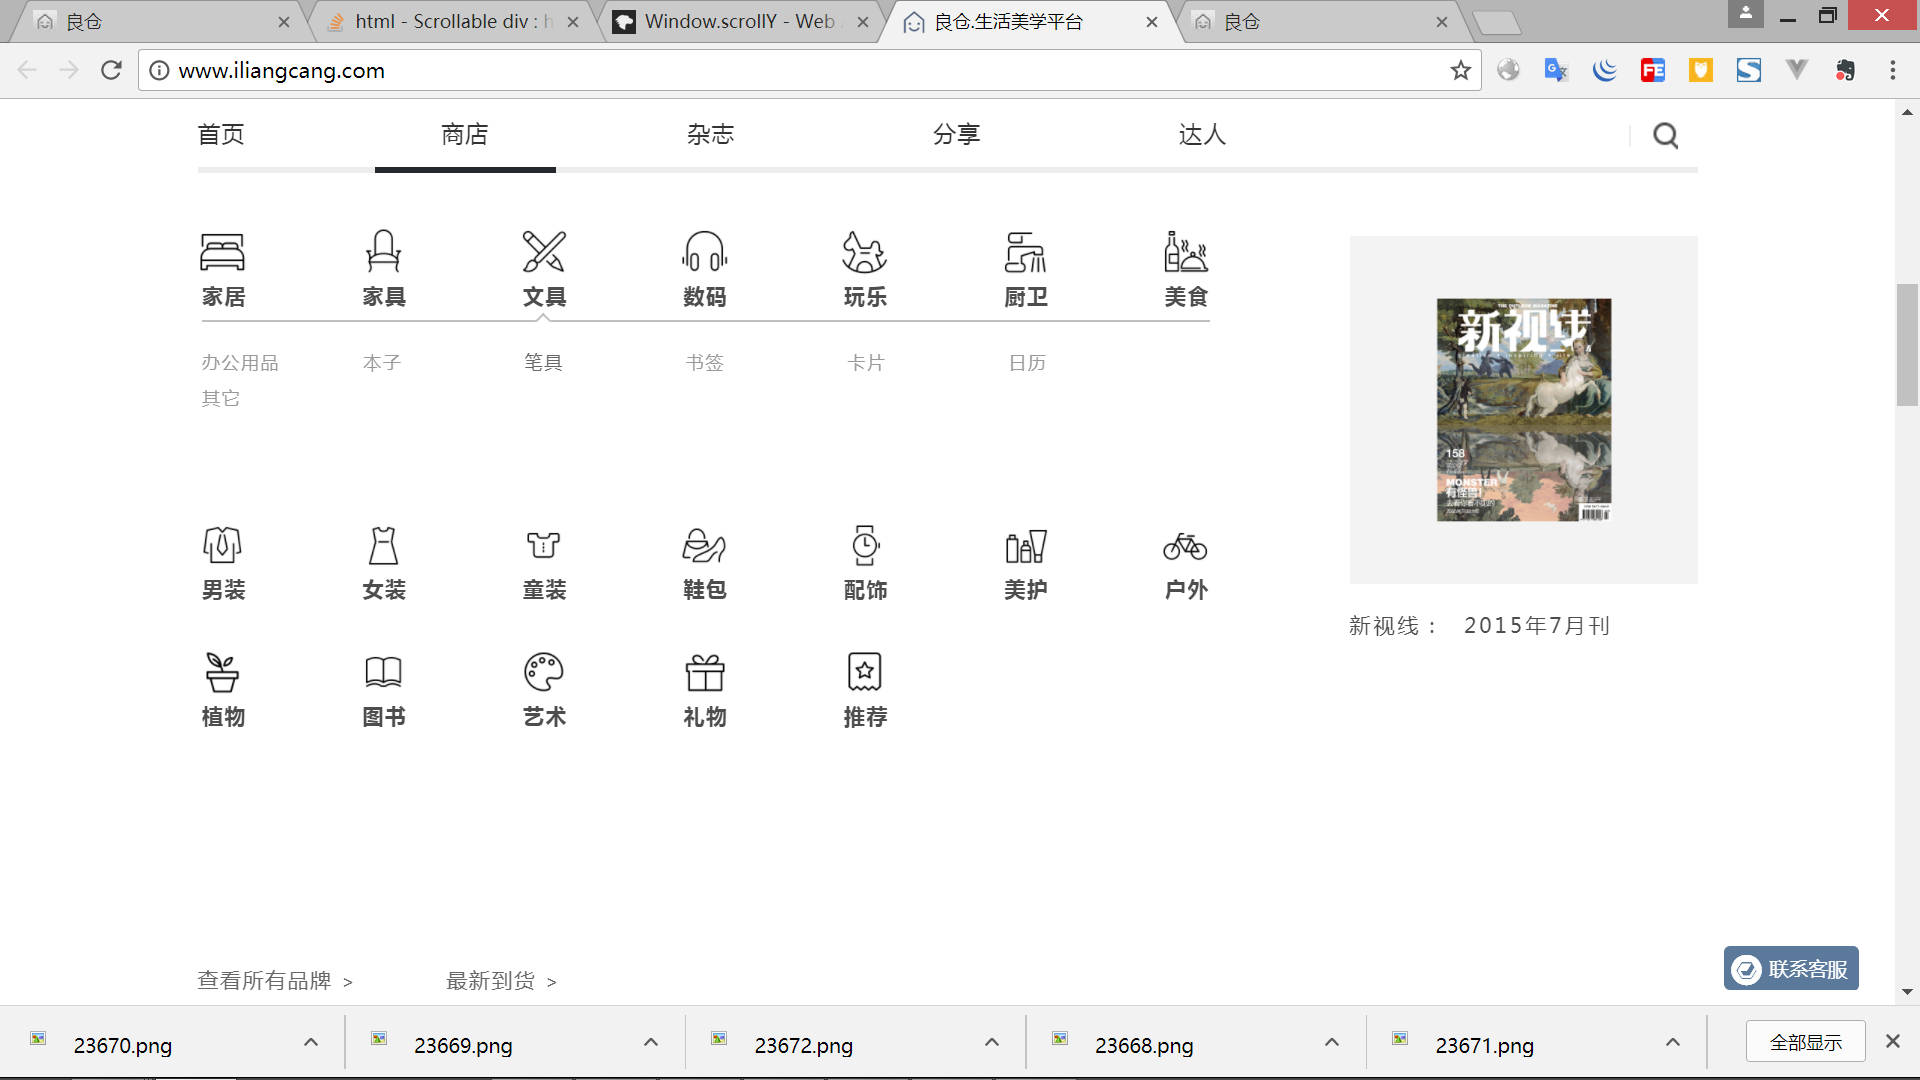 良仓
html - Scrollable div : h
Window.scrollY - Web
良仓.生活美学平台
良仓
www.iliangcang.com
首页 商店 杂志 分享 达人
家居 家具 文具 数码 玩乐 厨卫 美食
办公用品 本子 笔具 书签 卡片 日历
其它
新视线
158
MONSTER
有怪兽!
男装 女装 童装 鞋包 配饰 美护 户外
新视线： 2015年7月刊
植物 图书 艺术 礼物 推荐
查看所有品牌 > 最新到货 >
联系客服
23670.png 23669.png 23672.png 23668.png 23671.png 全部显示